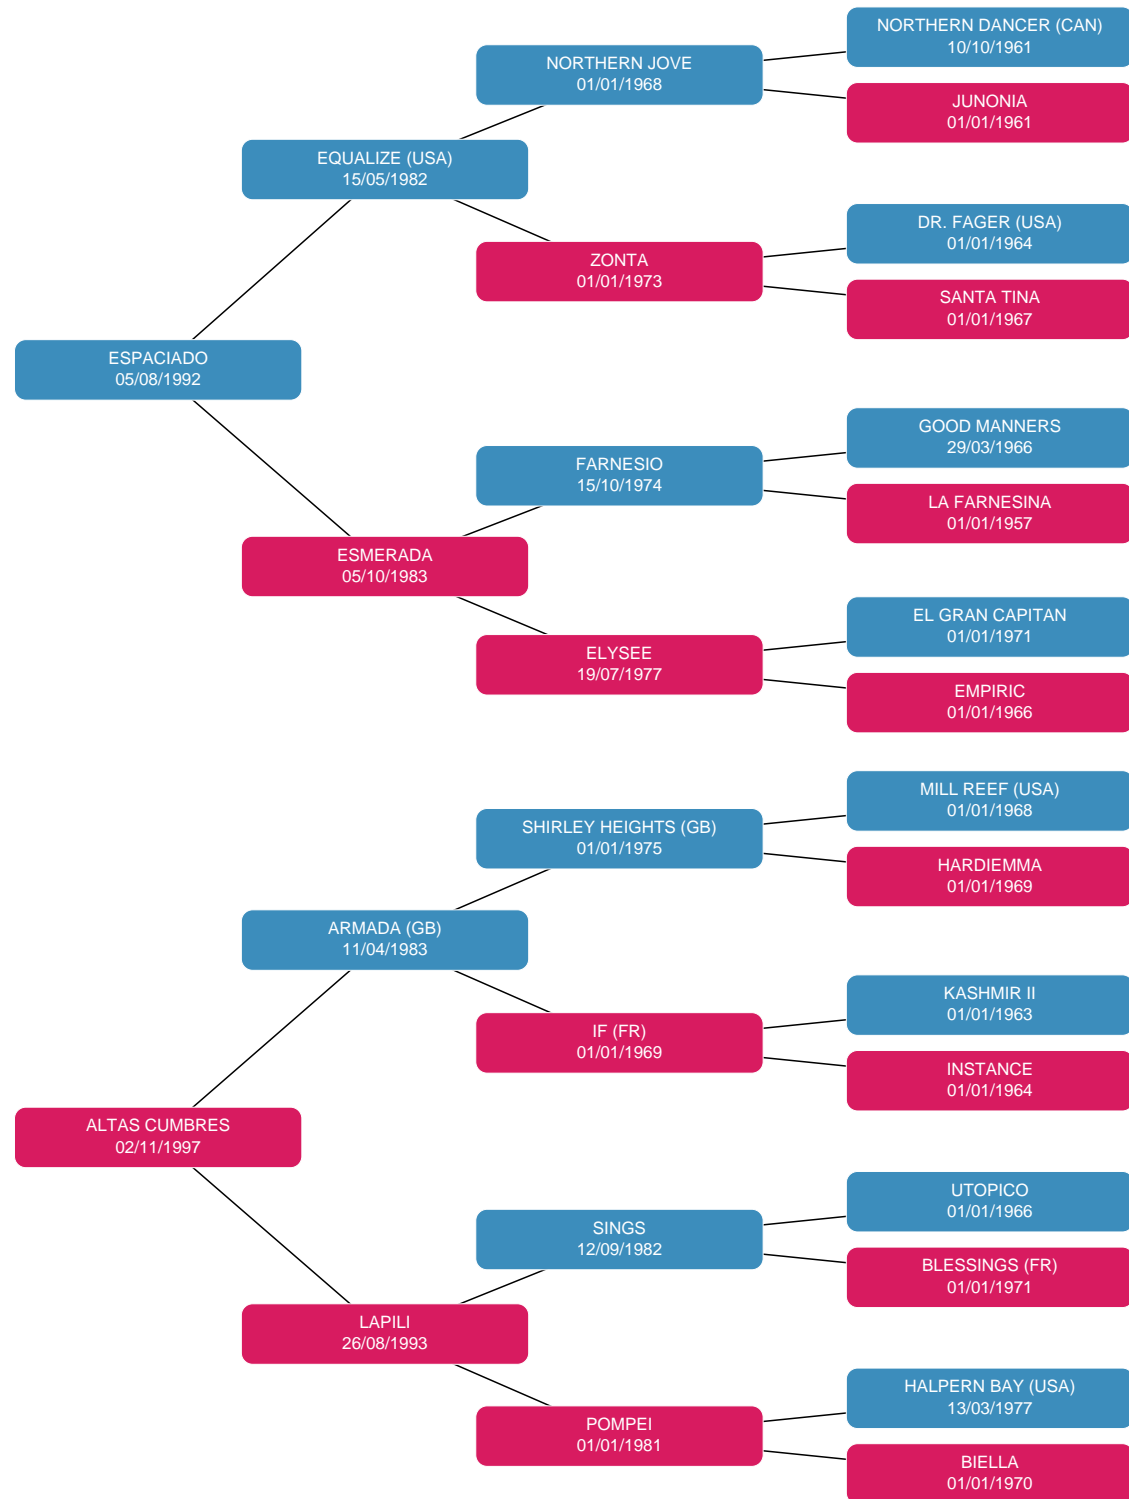 NORTHERN DANCER (CAN)
10/10/1961
NORTHERN JOVE
01/01/1968
JUNONIA
01/01/1961
EQUALIZE (USA)
15/05/1982
DR. FAGER (USA)
01/01/1964
ZONTA
01/01/1973
SANTA TINA
01/01/1967
ESPACIADO
05/08/1992
GOOD MANNERS
29/03/1966
FARNESIO
15/10/1974
LA FARNESINA
01/01/1957
ESMERADA
05/10/1983
EL GRAN CAPITAN
01/01/1971
ELYSEE
19/07/1977
EMPIRIC
01/01/1966
MILL REEF (USA)
01/01/1968
SHIRLEY HEIGHTS (GB)
01/01/1975
HARDIEMMA
01/01/1969
ARMADA (GB)
11/04/1983
KASHMIR II
01/01/1963
IF (FR)
01/01/1969
INSTANCE
01/01/1964
ALTAS CUMBRES
02/11/1997
UTOPICO
01/01/1966
SINGS
12/09/1982
BLESSINGS (FR)
01/01/1971
LAPILI
26/08/1993
HALPERN BAY (USA)
13/03/1977
POMPEI
01/01/1981
BIELLA
01/01/1970